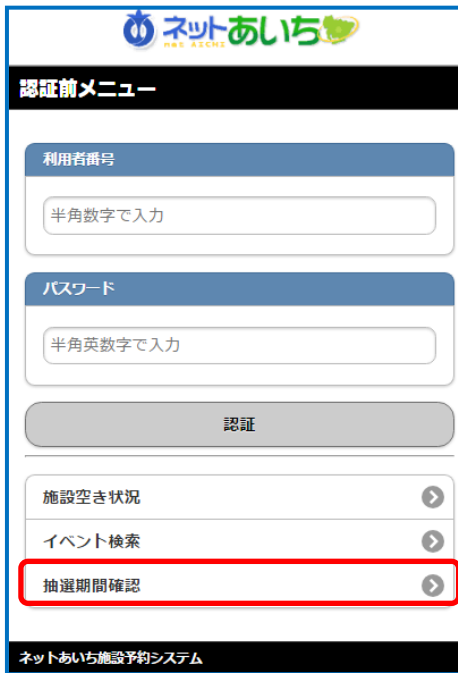 ネットあいち
net AICHI
認証前メニュー
利用者番号
半角数字で入力
パスワード
半角英数字で入力
認証
施設空き状況
イベント検索
抽選期間確認
ネットあいち施設予約システム